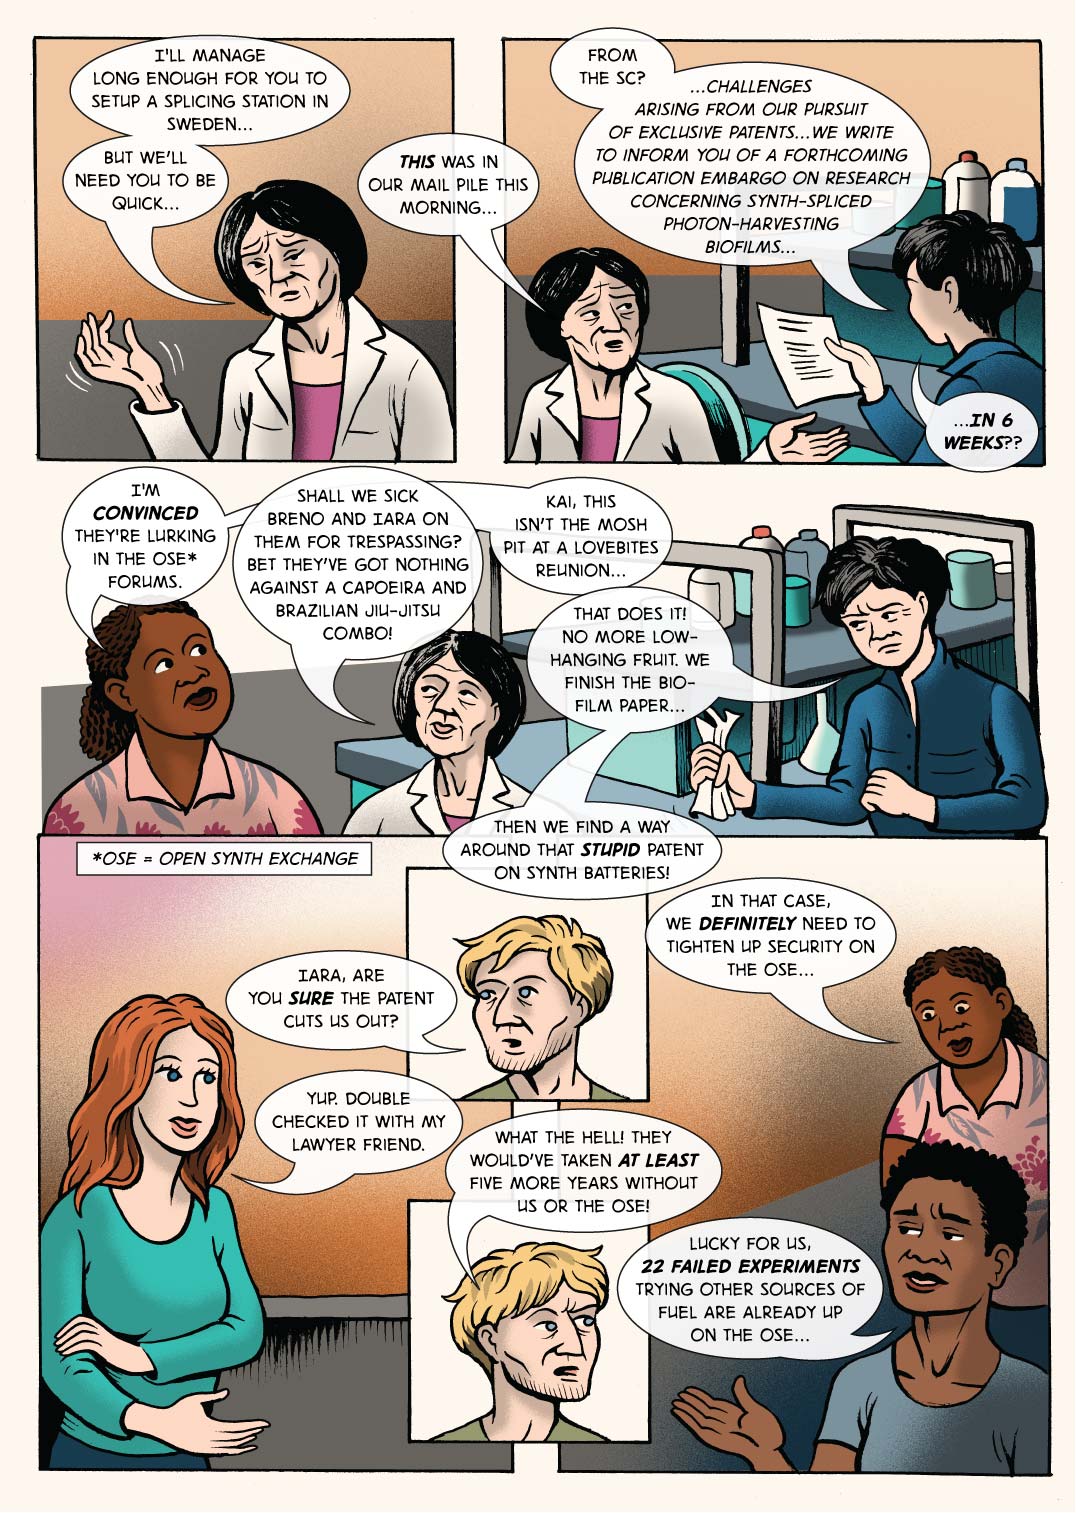 I'LL MANAGE
LONG ENOUGH FOR YOU TO
SETUP A SPLICING STATION IN
SWEDEN...
BUT WE'LL
NEED YOU TO BE
QUICK...
THIS WAS IN
OUR MAIL PILE THIS
MORNING...
FROM
THE SC?
...CHALLENGES
ARISING FROM OUR PURSUIT
OF EXCLUSIVE PATENTS...WE WRITE
TO INFORM YOU OF A FORTHCOMING
PUBLICATION EMBARGO ON RESEARCH
CONCERNING SYNTH-SPLICED
PHOTON-HARVESTING
BIOFILMS...
...IN 6
WEEKS??
I'M
CONVINCED
THEY'RE LURKING
IN THE OSE*
FORUMS.
SHALL WE SICK
BRENO AND IARA ON
THEM FOR TRESPASSING?
BET THEY'VE GOT NOTHING
AGAINST A CAPOEIRA AND
BRAZILIAN JIU-JITSU
COMBO!
KAI, THIS
ISN'T THE MOSH
PIT AT A LOVEBITES
REUNION...
THAT DOES IT!
NO MORE LOW-
HANGING FRUIT. WE
FINISH THE BIO-
FILM PAPER...
THEN WE FIND A WAY
AROUND THAT STUPID PATENT
ON SYNTH BATTERIES!
*OSE = OPEN SYNTH EXCHANGE
IN THAT CASE,
WE DEFINITELY NEED TO
TIGHTEN UP SECURITY ON
THE OSE...
IARA, ARE
YOU SURE THE PATENT
CUTS US OUT?
YUP. DOUBLE
CHECKED IT WITH MY
LAWYER FRIEND.
WHAT THE HELL! THEY
WOULD'VE TAKEN AT LEAST
FIVE MORE YEARS WITHOUT
US OR THE OSE!
LUCKY FOR US,
22 FAILED EXPERIMENTS
TRYING OTHER SOURCES OF
FUEL ARE ALREADY UP
ON THE OSE...